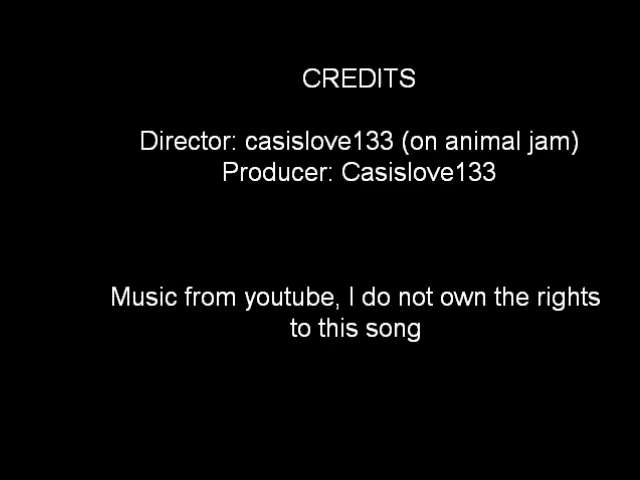 CREDITS
Director: casislove133 (on animal jam)
Producer: Casislove133
Music from youtube, I do not own the rights
to this song